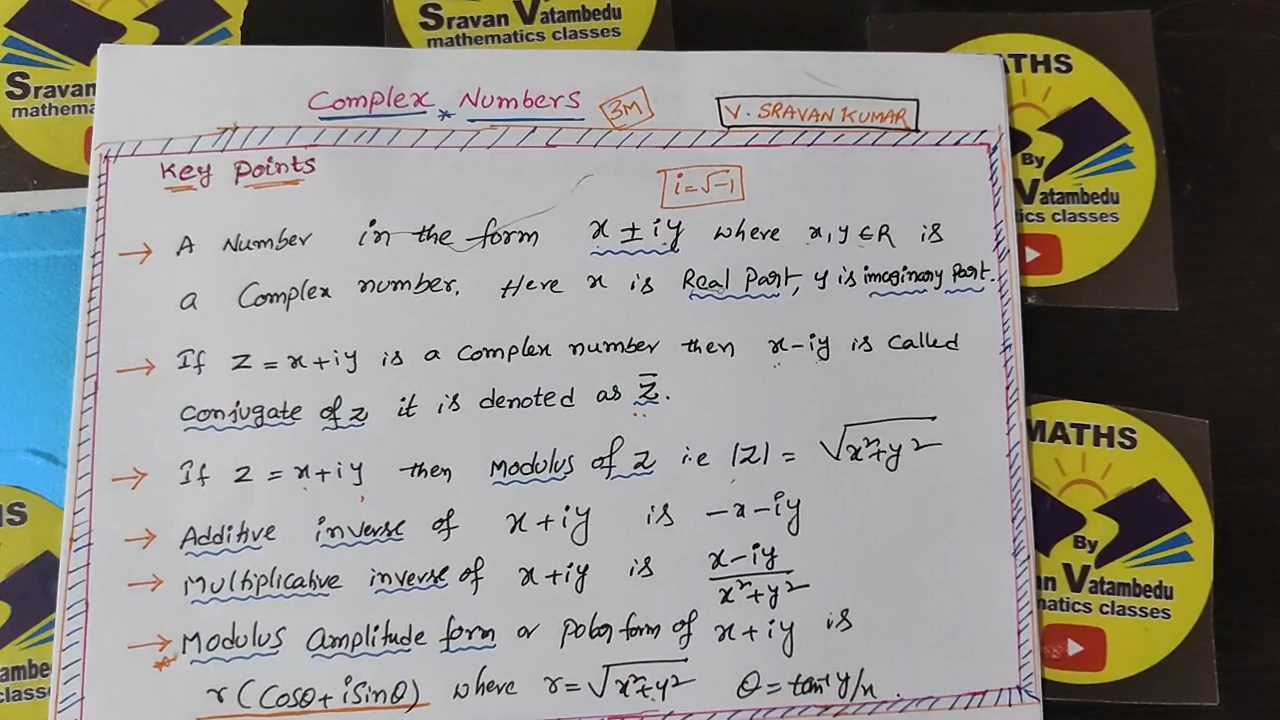 Sravan Vatambedu
mathematics classes
Sravan
mathema
Complex * Numbers 3M
V. SRAVAN KUMAR
Key Points
i=√-1
→ A Number in the form x ± iy where x, y ∈ R is
a Complex number. Here x is Real Part, y is imaginary Part.
→ If Z = x+iy is a complex number then x-iy is called
conjugate of z it is denoted as z̅.
→ If z = x+iy then Modulus of z i.e |z| = √x²+y²
→ Additive inverse of x+iy is -x-iy
→ Multiplicative inverse of x+iy is x-iy
x²+y²
→ Modulus amplitude form or polar form of x+iy is
* r(Cosθ+iSinθ) where r=√x²+y² θ=tan⁻¹y/x.
ATHS
By
Vatambedu
tics classes
MATHS
By
an Vatambedu
natics classes
IS
ambe
class